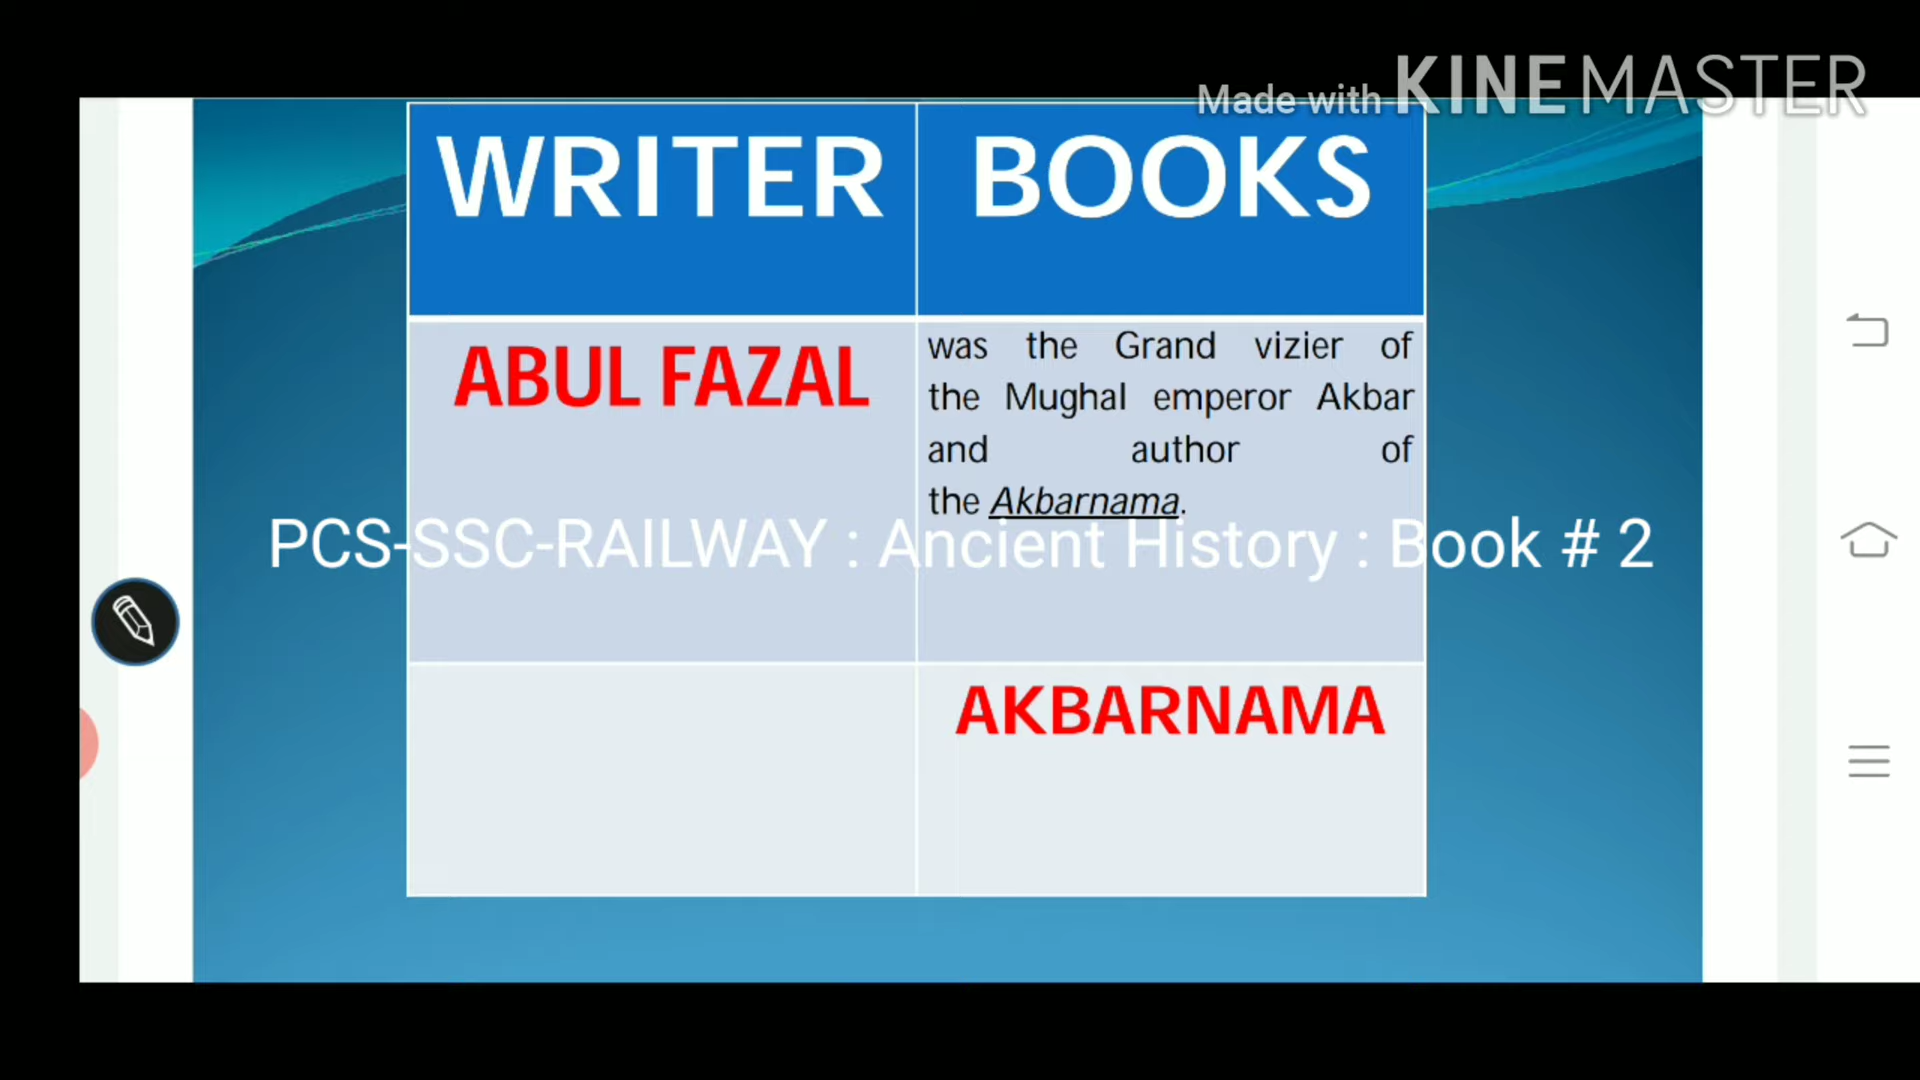 Made with KINEMASTER
WRITER BOOKS
ABUL FAZAL
was the Grand vizier of
the Mughal emperor Akbar
and author of
the Akbarnama.
PCS-SSC-RAILWAY : Ancient History : Book # 2
AKBARNAMA